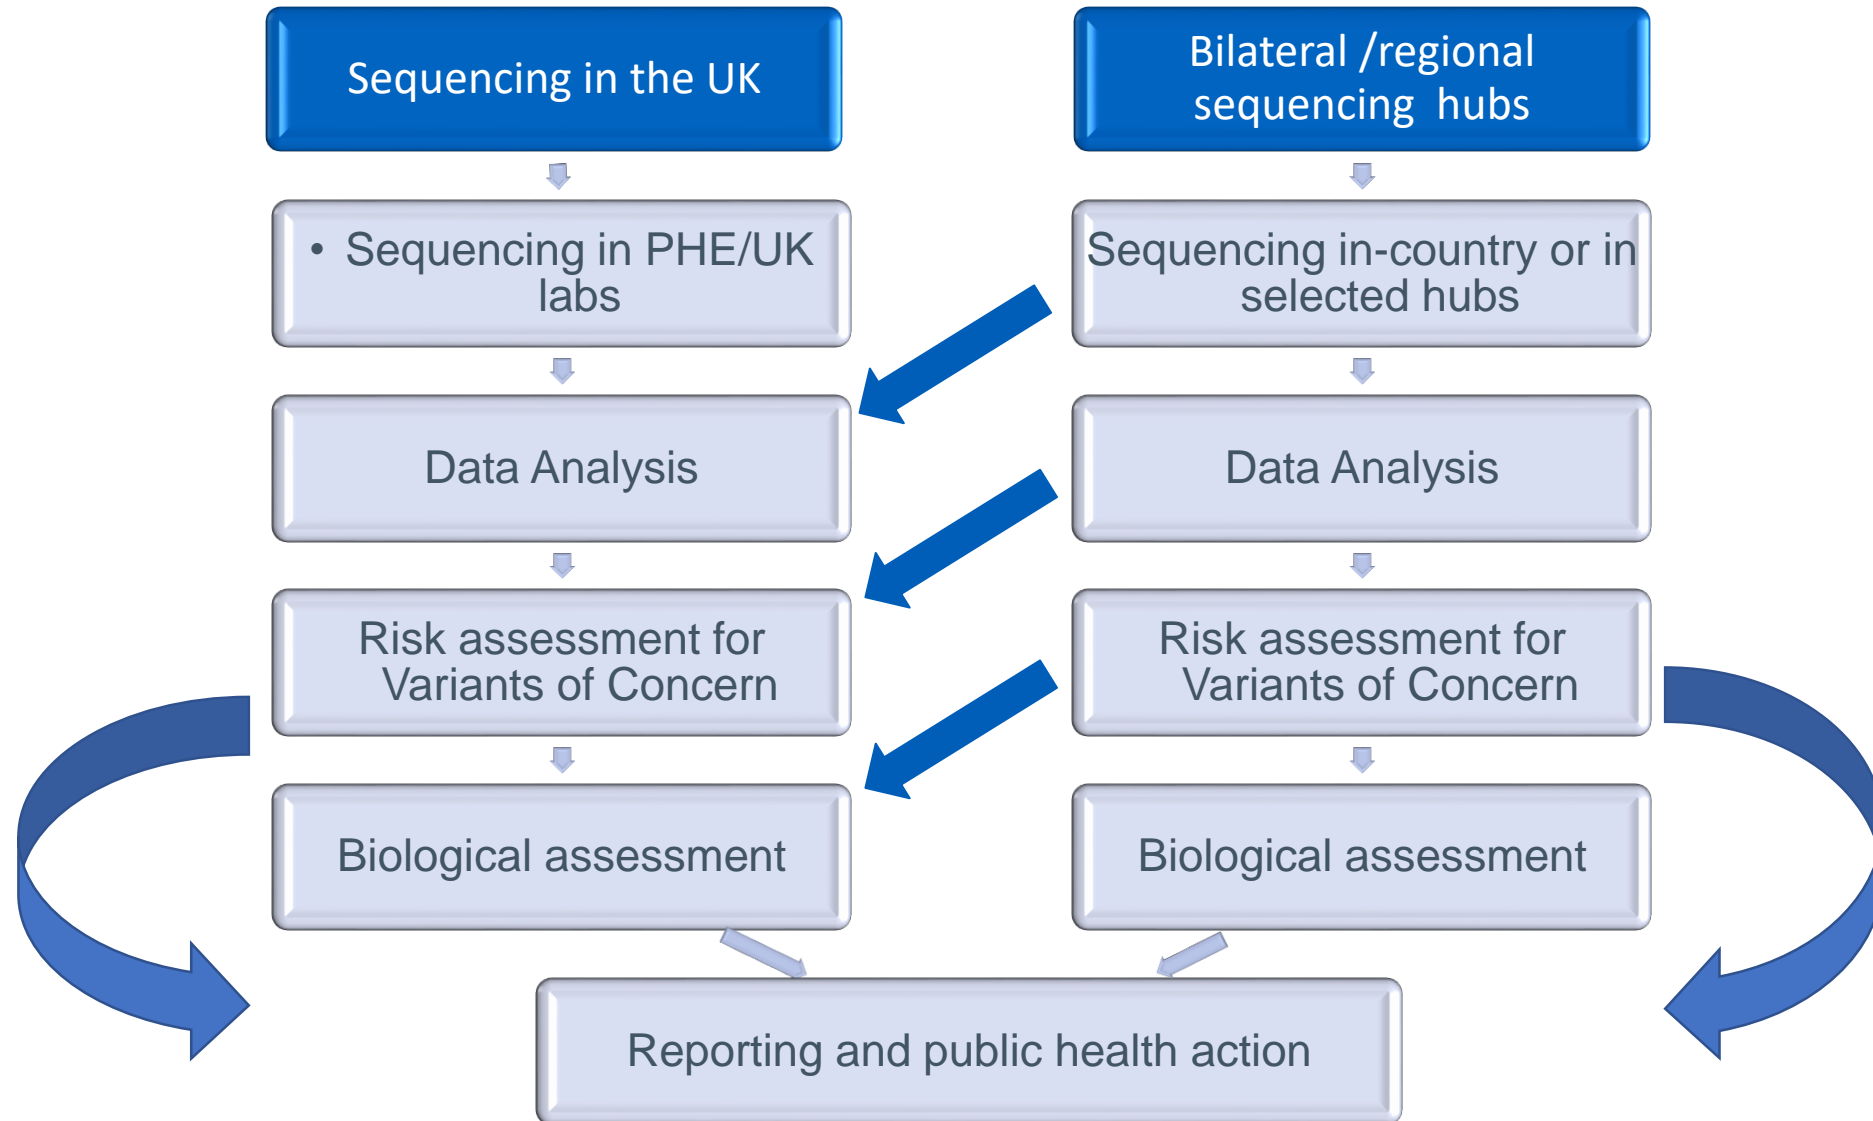 Sequencing in the UK
Bilateral /regional
sequencing hubs
• Sequencing in PHE/UK
labs
Sequencing in-country or in
selected hubs
Data Analysis
Data Analysis
Risk assessment for
Variants of Concern
Risk assessment for
Variants of Concern
Biological assessment
Biological assessment
Reporting and public health action